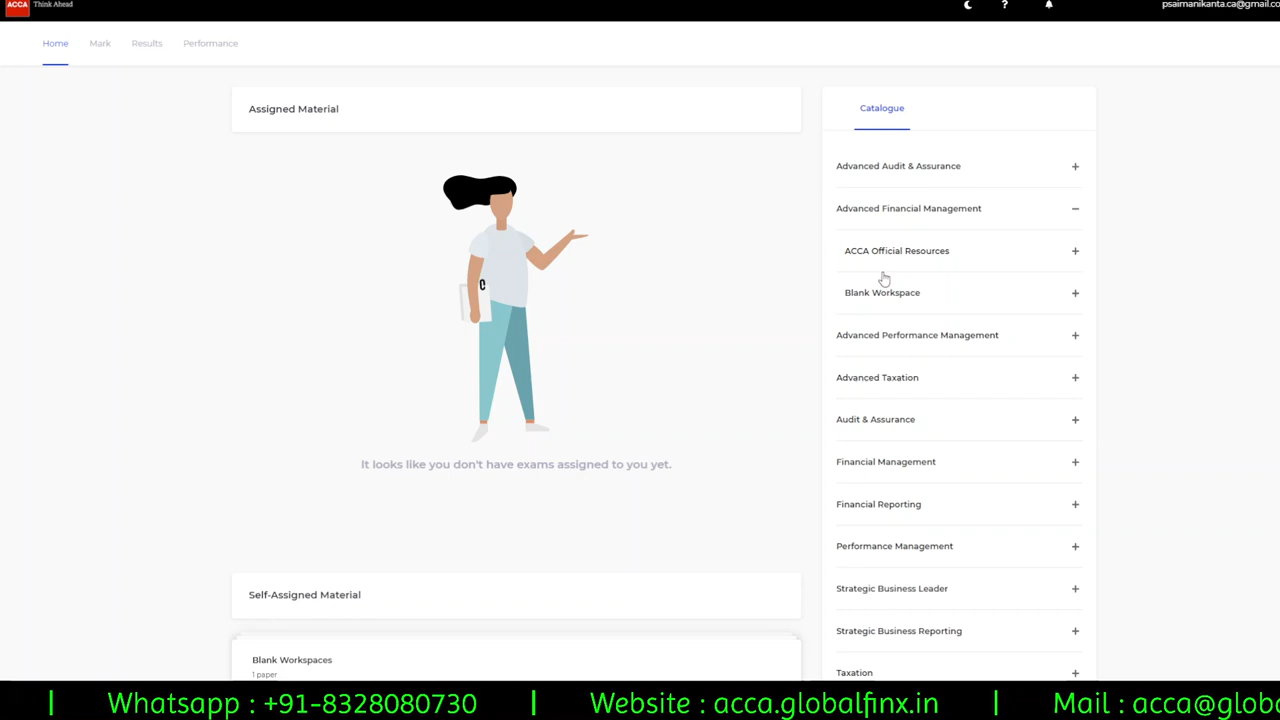 ACCA Think Ahead
psaimanikanta.ca@gmail.co
Home Mark Results Performance
Assigned Material
It looks like you don't have exams assigned to you yet.
Self-Assigned Material
Blank Workspaces
1 paper
Catalogue
Advanced Audit & Assurance
Advanced Financial Management
ACCA Official Resources
Blank Workspace
Advanced Performance Management
Advanced Taxation
Audit & Assurance
Financial Management
Financial Reporting
Performance Management
Strategic Business Leader
Strategic Business Reporting
Taxation
| Whatsapp : +91-8328080730 | Website : acca.globalfinx.in | Mail : acca@globa